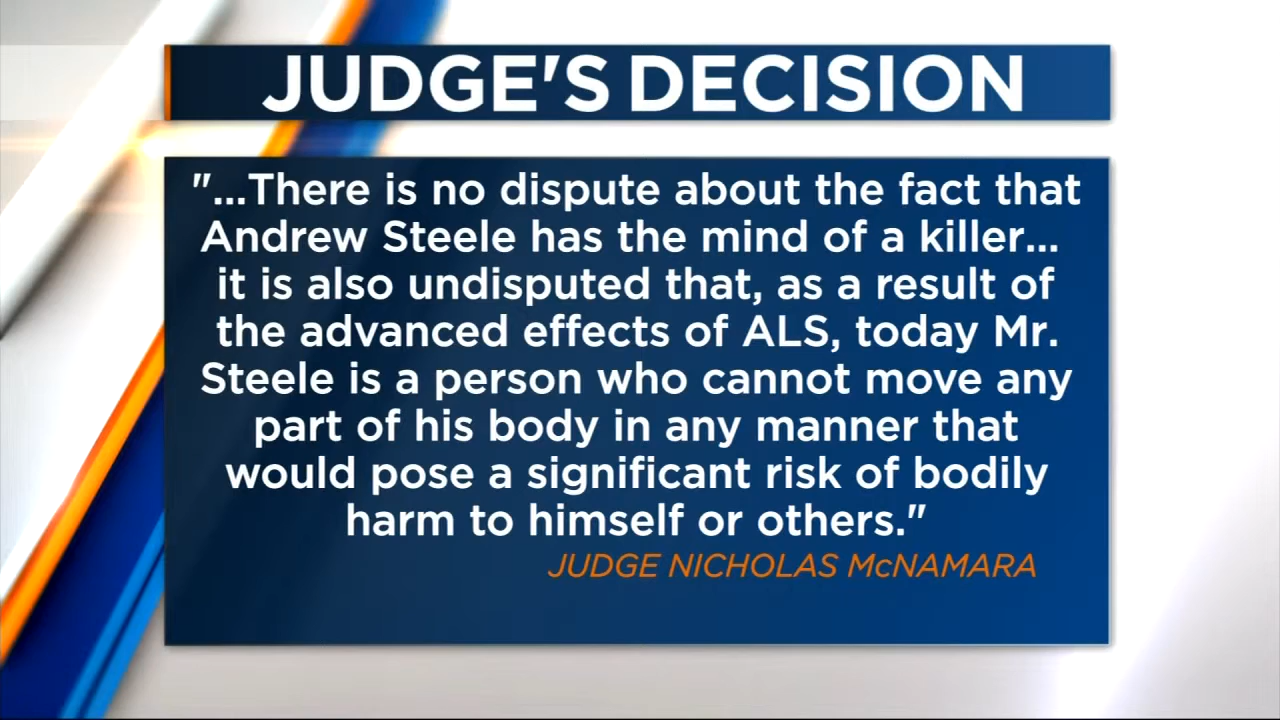 JUDGE'S DECISION
"...There is no dispute about the fact that
Andrew Steele has the mind of a killer...
it is also undisputed that, as a result of
the advanced effects of ALS, today Mr.
Steele is a person who cannot move any
part of his body in any manner that
would pose a significant risk of bodily
harm to himself or others."
JUDGE NICHOLAS McNAMARA